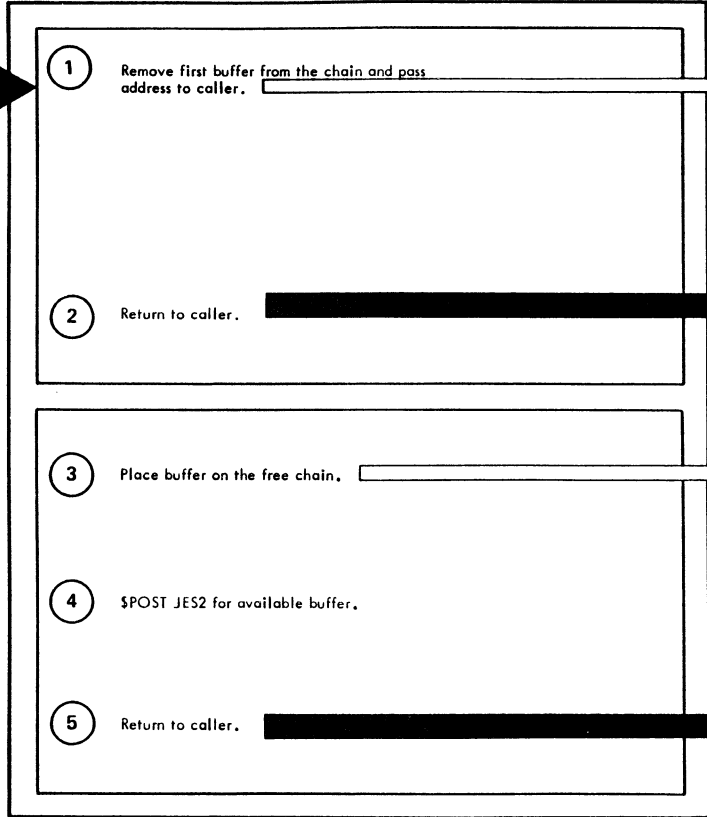 1 Remove first buffer from the chain and pass
address to caller.
2 Return to caller.
3 Place buffer on the free chain.
4 $POST JES2 for available buffer.
5 Return to caller.